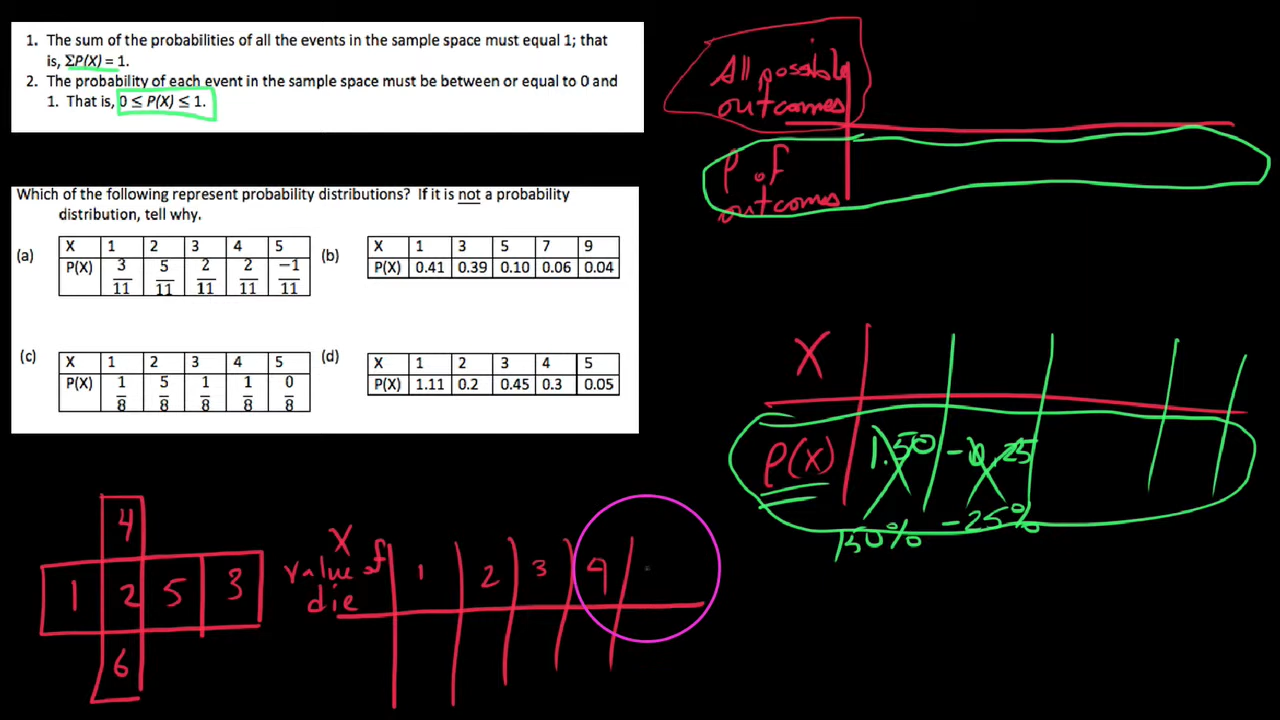 1. The sum of the probabilities of all the events in the sample space must equal 1; that
is, ΣP(X) = 1.
2. The probability of each event in the sample space must be between or equal to 0 and
1. That is, 0 ≤ P(X) ≤ 1.
Which of the following represent probability distributions? If it is not a probability
distribution, tell why.
(a)
X 1 2 3 4 5
P(X) 3/11 5/11 2/11 2/11 −1/11
(b)
X 1 3 5 7 9
P(X) 0.41 0.39 0.10 0.06 0.04
(c)
X 1 2 3 4 5
P(X) 1/8 5/8 1/8 1/8 0/8
(d)
X 1 2 3 4 5
P(X) 1.11 0.2 0.45 0.3 0.05
All possible
outcomes
P of
outcomes
X
P(X) 1.50 -0.25
150% -25%
4
1 2 5 3
6
X
value of
die
1 2 3 4